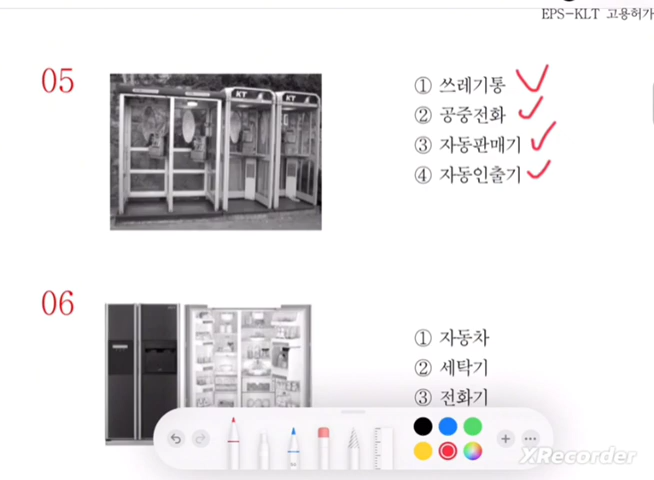 EPS-KLT 고용허가
05
KT
KT
① 쓰레기통
② 공중전화
③ 자동판매기
④ 자동인출기
06
① 자동차
② 세탁기
③ 전화기
XRecorder